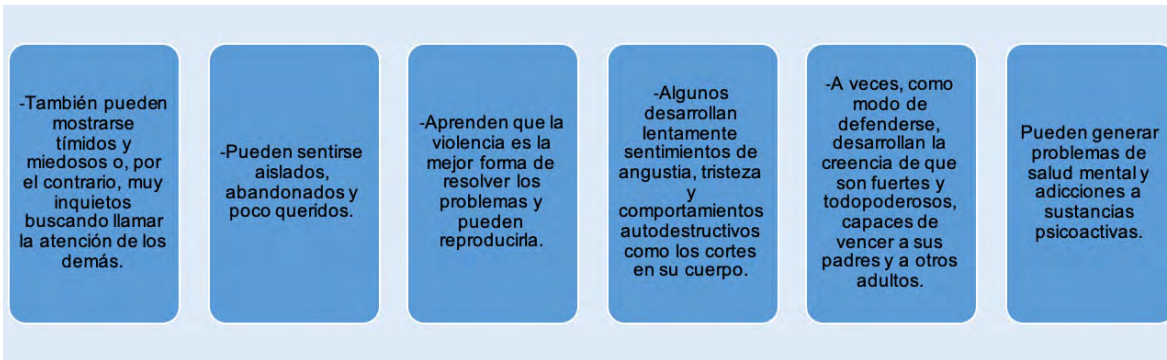 -También pueden
mostrarse
tímidos y
miedosos o, por
el contrario, muy
inquietos
buscando llamar
la atención de los
demás.
-Pueden sentirse
aislados,
abandonados y
poco queridos.
-Aprenden que la
violencia es la
mejor forma de
resolver los
problemas y
pueden
reproducirla.
-Algunos
desarrollan
lentamente
sentimientos de
angustia, tristeza
y
comportamientos
autodestructivos
como los cortes
en su cuerpo.
-A veces, como
modo de
defenderse,
desarrollan la
creencia de que
son fuertes y
todopoderosos,
capaces de
vencer a sus
padres y a otros
adultos.
Pueden generar
problemas de
salud mental y
adicciones a
sustancias
psicoactivas.